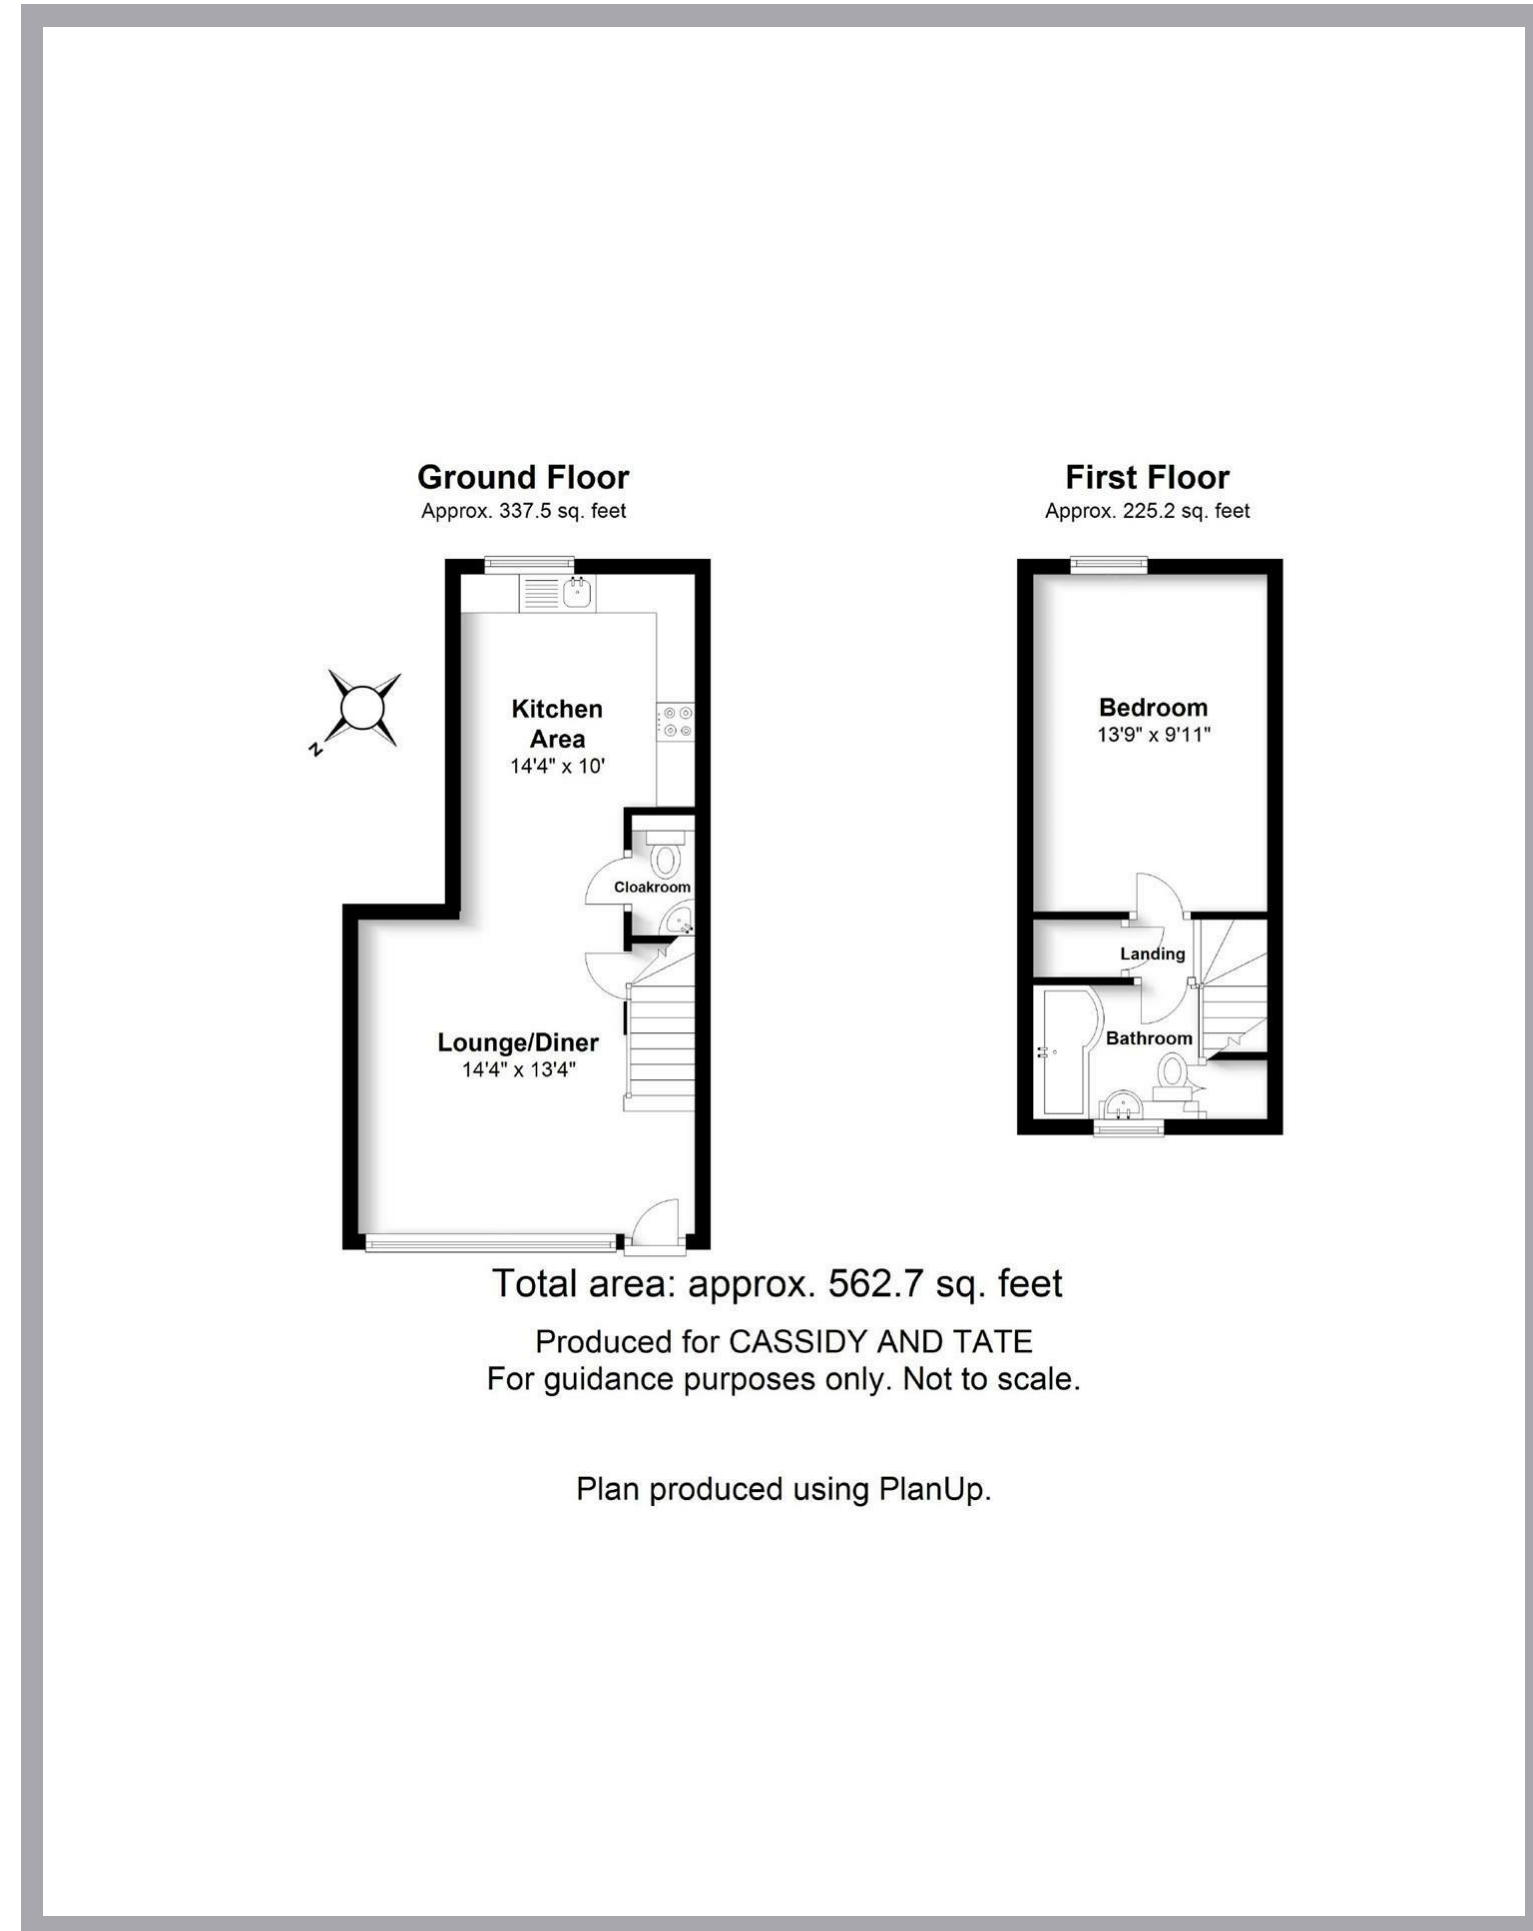 Ground Floor
Approx. 337.5 sq. feet
N
Kitchen
Area
14'4" x 10'
Cloakroom
Lounge/Diner
14'4" x 13'4"
First Floor
Approx. 225.2 sq. feet
Bedroom
13'9" x 9'11"
Landing
Bathroom
Total area: approx. 562.7 sq. feet
Produced for CASSIDY AND TATE
For guidance purposes only. Not to scale.
Plan produced using PlanUp.